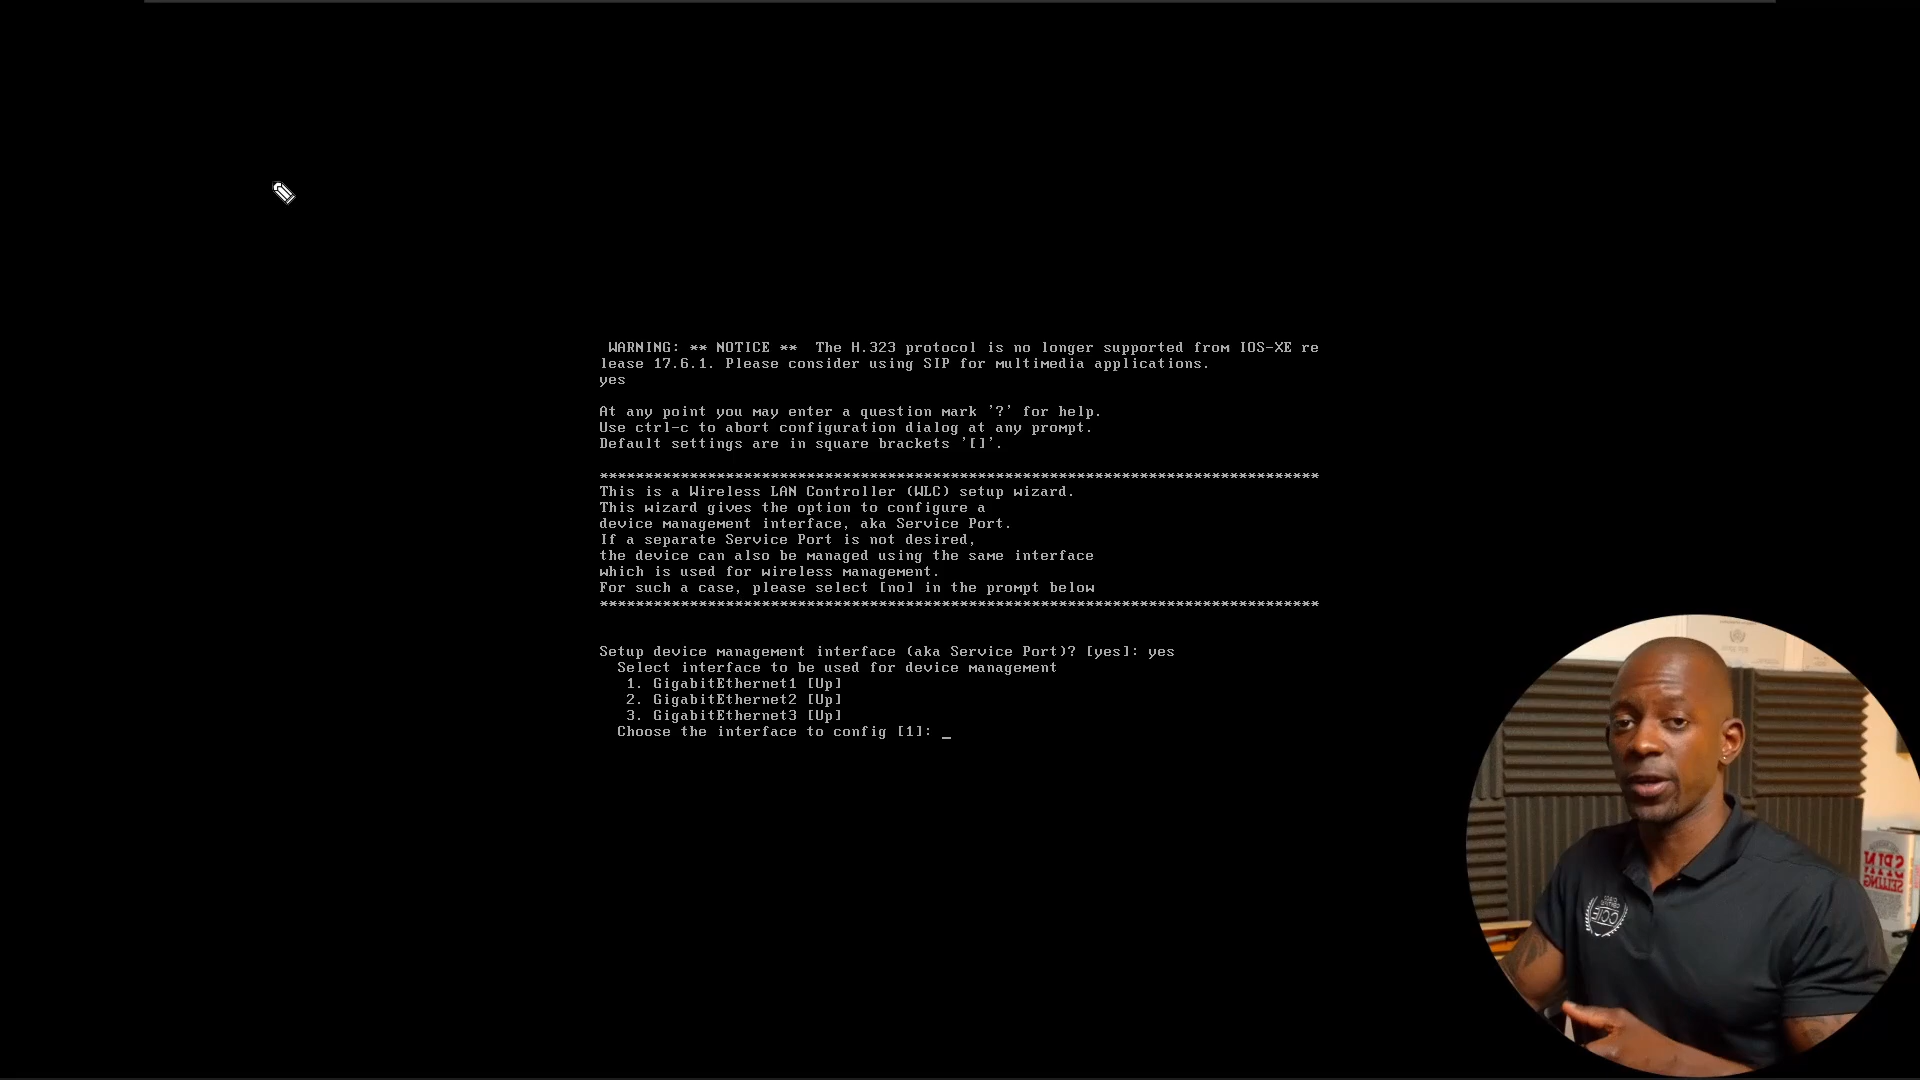 WARNING: ** NOTICE **  The H.323 protocol is no longer supported from IOS-XE re
lease 17.6.1. Please consider using SIP for multimedia applications.
yes
At any point you may enter a question mark '?' for help.
Use ctrl-c to abort configuration dialog at any prompt.
Default settings are in square brackets '[]'.
********************************************************************************
This is a Wireless LAN Controller (WLC) setup wizard.
This wizard gives the option to configure a
device management interface, aka Service Port.
If a separate Service Port is not desired,
the device can also be managed using the same interface
which is used for wireless management.
For such a case, please select [no] in the prompt below
********************************************************************************
Setup device management interface (aka Service Port)? [yes]: yes
Select interface to be used for device management
1. GigabitEthernet1 [Up]
2. GigabitEthernet2 [Up]
3. GigabitEthernet3 [Up]
Choose the interface to config [1]: _
SPIN
SELLING
CCIE